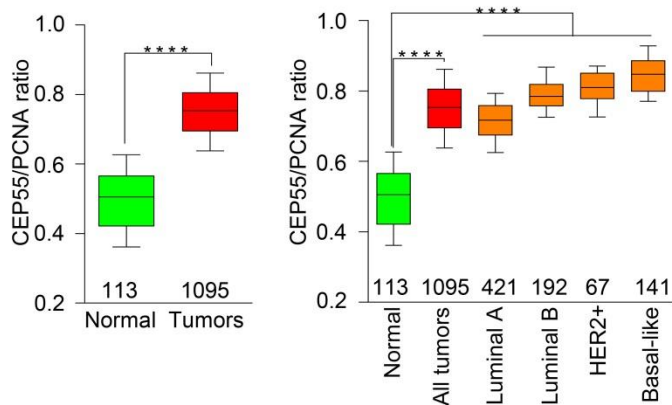 CEP55/PCNA ratio
1.0
0.8
0.6
0.4
0.2
****
113 1095
Normal Tumors
CEP55/PCNA ratio
1.0
0.8
0.6
0.4
0.2
****
****
113 1095 421 192 67 141
Normal
All tumors
Luminal A
Luminal B
HER2+
Basal-like